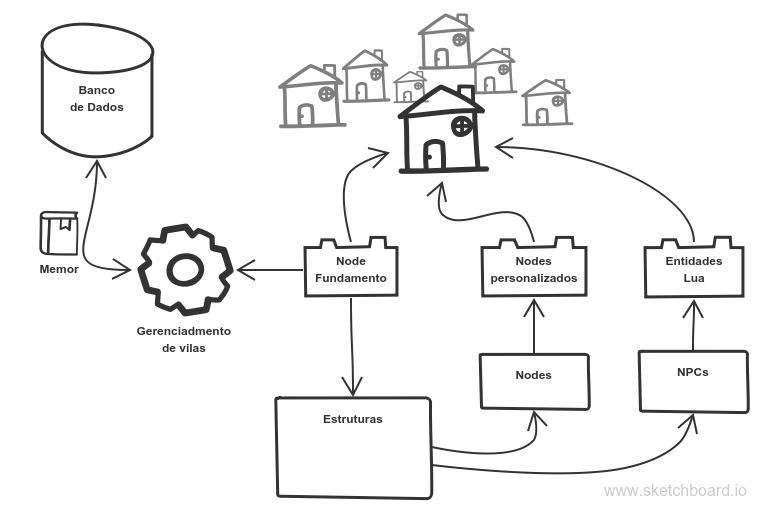 Banco
de Dados
Memor
Gerenciadmento
de vilas
Node
Fundamento
Nodes
personalizados
Entidades
Lua
Nodes
NPCs
Estruturas
www.sketchboard.io